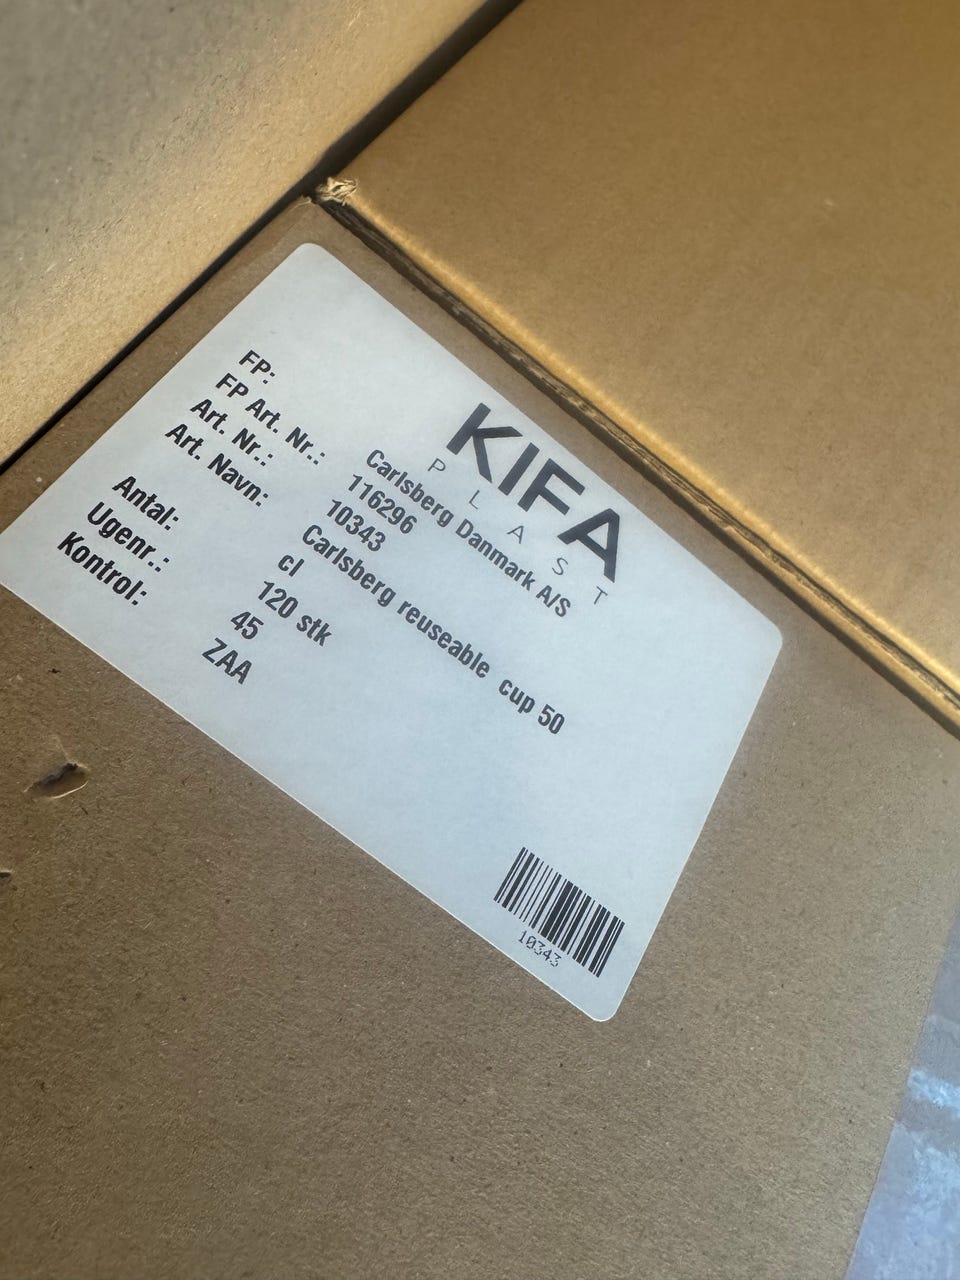 KIFA
PLAST
FP: Carlsberg Danmark A/S
FP Art. Nr.: 116296
Art. Nr.: 10343
Art. Navn: Carlsberg reuseable cup 50
cl
Antal: 120 stk
Ugenr.: 45
Kontrol: ZAA
10343